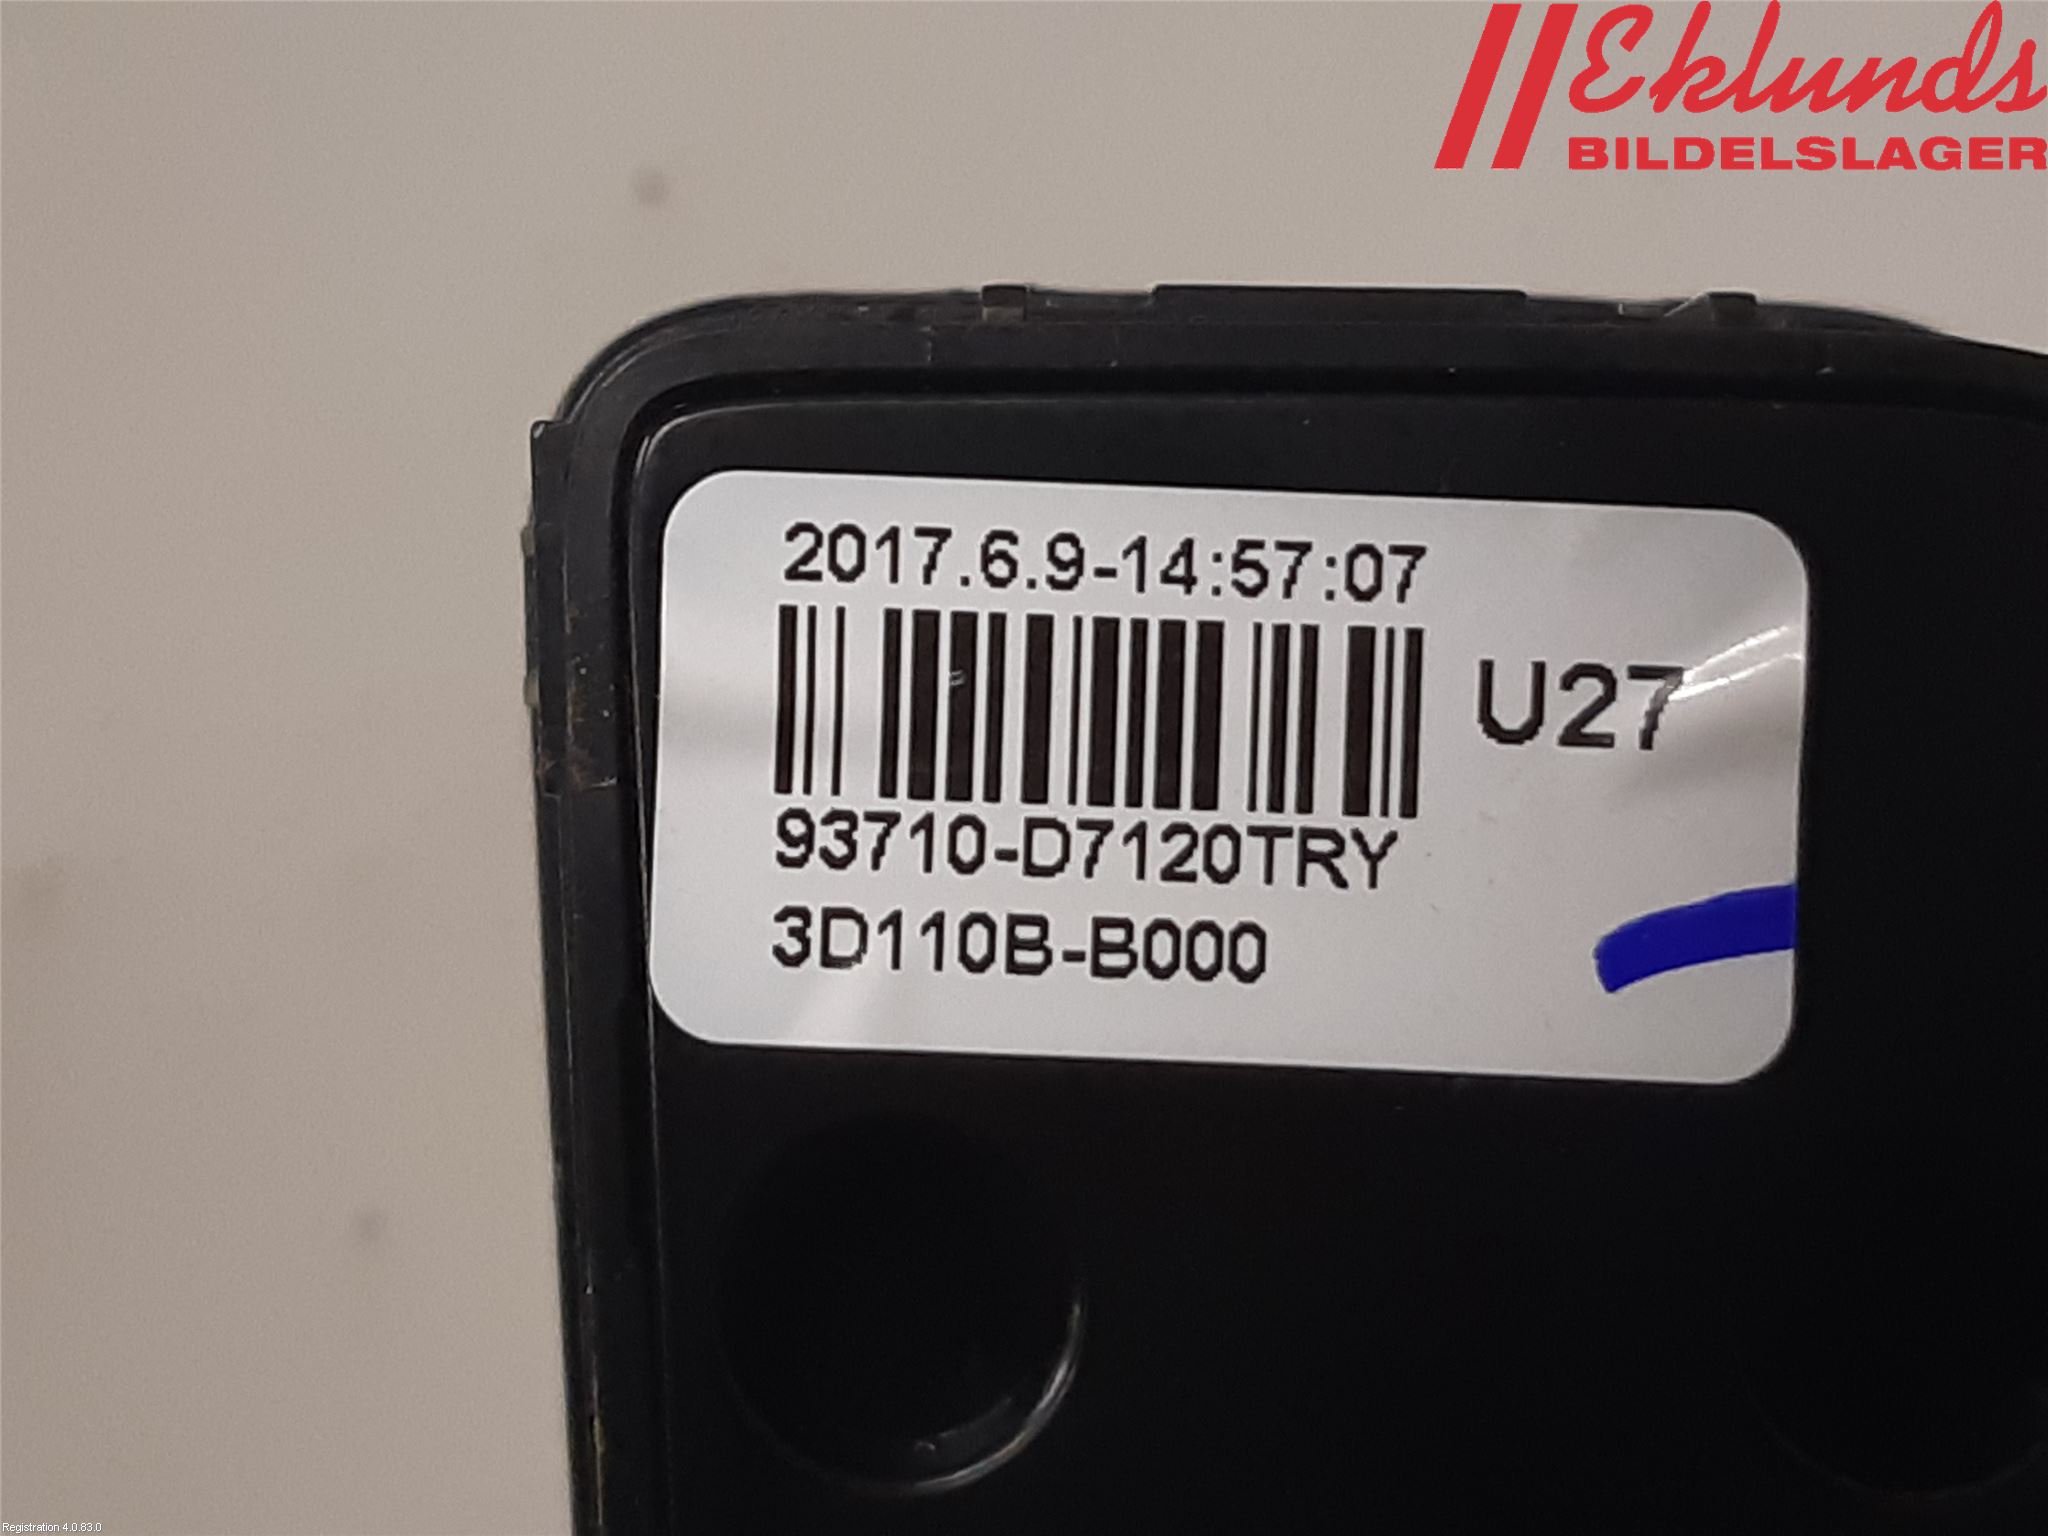 Eklunds
BILDELSLAGER
2017.6.9-14:57:07
U27
93710-D7120TRY
3D110B-B000
Registration 4.0.83.0